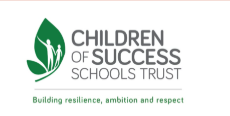 CHILDREN
OF SUCCESS
SCHOOLS TRUST
Building resilience, ambition and respect